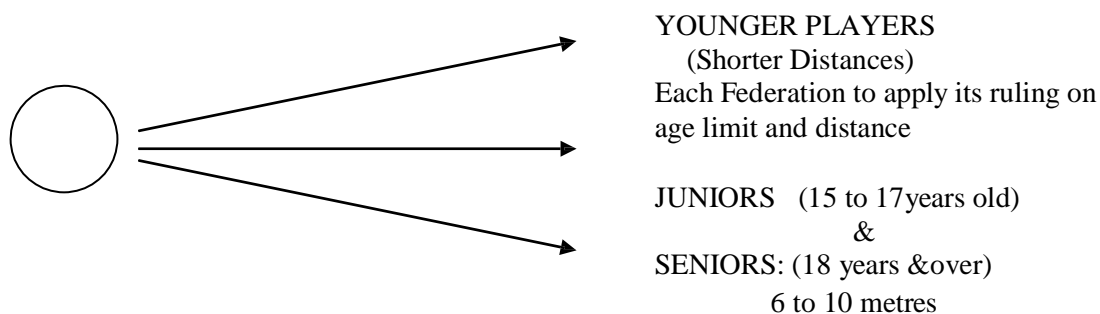 YOUNGER PLAYERS
(Shorter Distances)
Each Federation to apply its ruling on
age limit and distance
JUNIORS (15 to 17years old)
&
SENIORS: (18 years &over)
6 to 10 metres